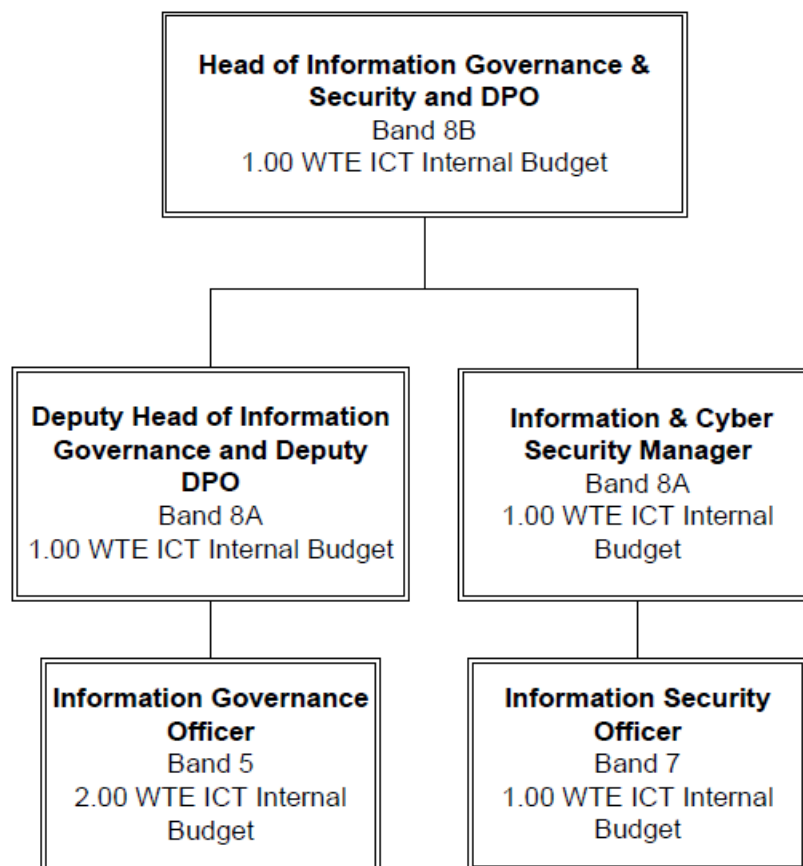 Head of Information Governance &
Security and DPO
Band 8B
1.00 WTE ICT Internal Budget
Deputy Head of Information
Governance and Deputy
DPO
Band 8A
1.00 WTE ICT Internal Budget
Information & Cyber
Security Manager
Band 8A
1.00 WTE ICT Internal
Budget
Information Governance
Officer
Band 5
2.00 WTE ICT Internal
Budget
Information Security
Officer
Band 7
1.00 WTE ICT Internal
Budget